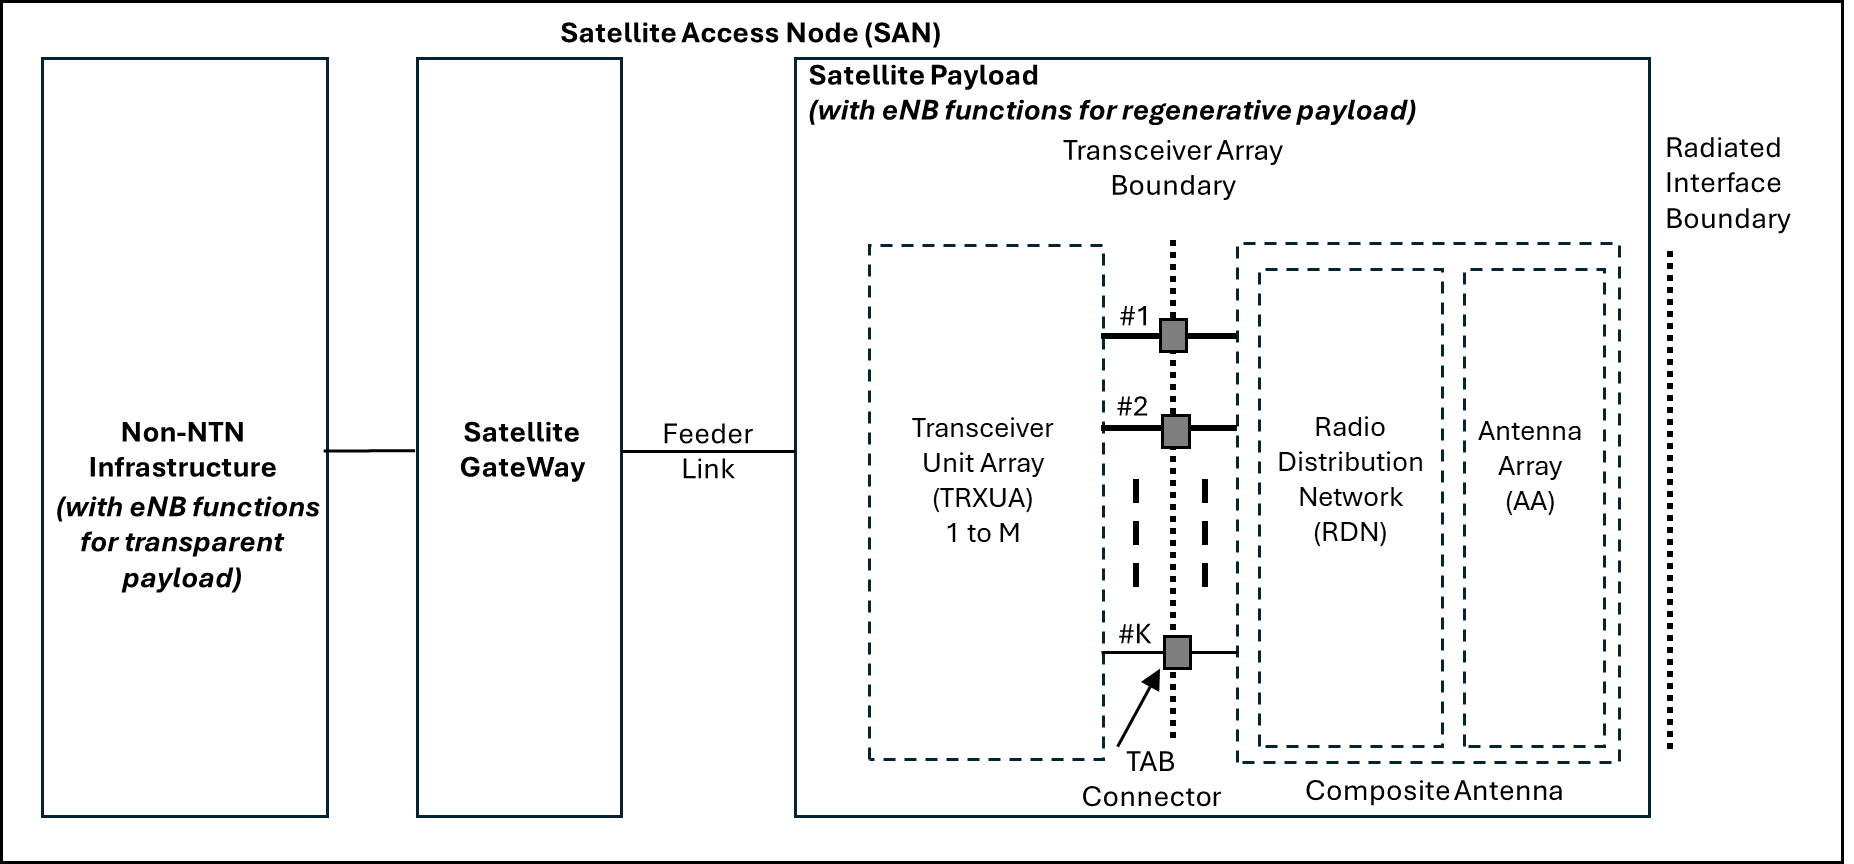 Satellite Access Node (SAN)
Non-NTN
Infrastructure
(with eNB functions
for transparent
payload)
Satellite
GateWay
Feeder
Link
Satellite Payload
(with eNB functions for regenerative payload)
Transceiver Array
Boundary
Transceiver
Unit Array
(TRXUA)
1 to M
#1
#2
#K
TAB
Connector
Radio
Distribution
Network
(RDN)
Antenna
Array
(AA)
Composite Antenna
Radiated
Interface
Boundary